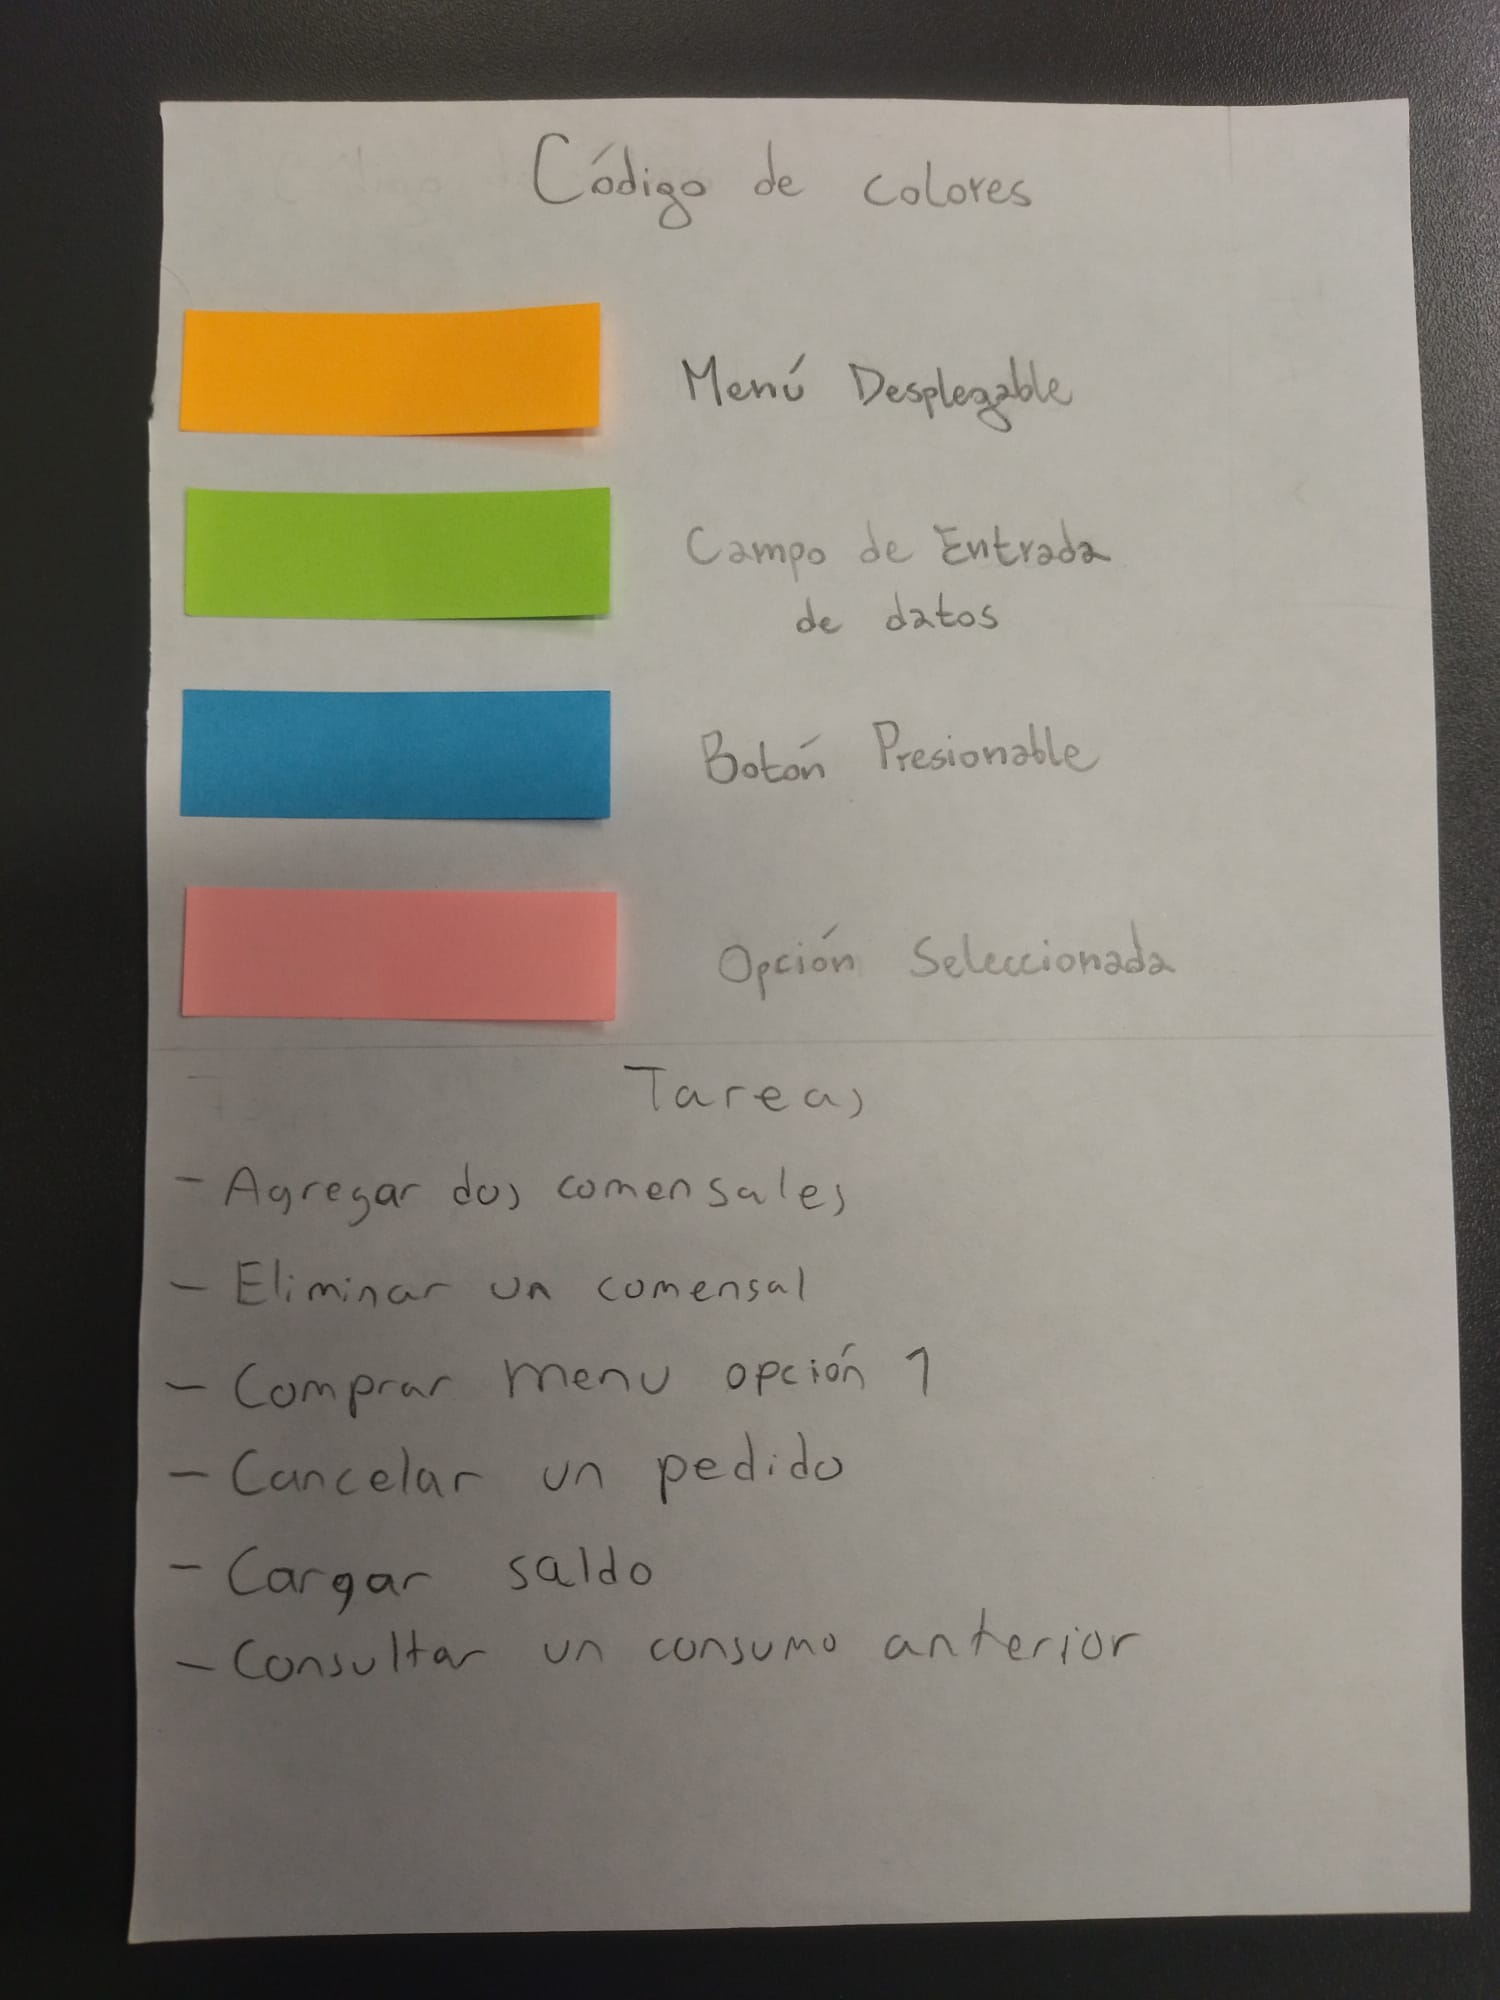 Código de colores
Menú Desplegable
Campo de Entrada
de datos
Botón Presionable
Opción Seleccionada
Tareas
- Agregar dos comensales
- Eliminar un comensal
- Comprar menu opción 1
- Cancelar un pedido
- Cargar saldo
- Consultar un consumo anterior